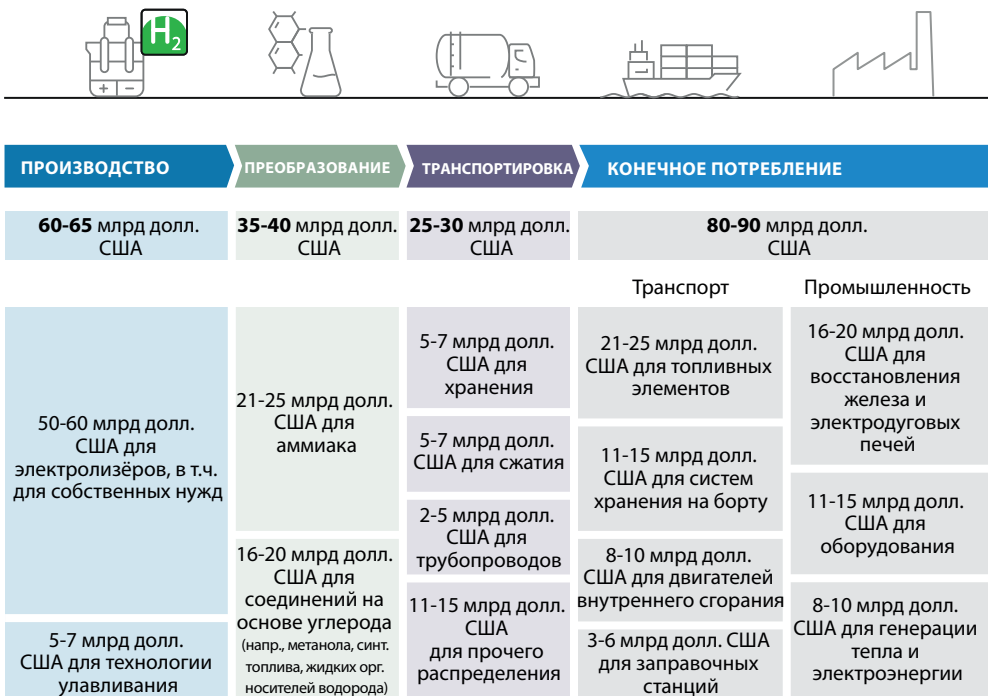 H2
+ −
ПРОИЗВОДСТВО
ПРЕОБРАЗОВАНИЕ
ТРАНСПОРТИРОВКА
КОНЕЧНОЕ ПОТРЕБЛЕНИЕ
60-65 млрд долл.
США
35-40 млрд долл.
США
25-30 млрд долл.
США
80-90 млрд долл.
США
50-60 млрд долл.
США для
электролизёров, в т.ч.
для собственных нужд
5-7 млрд долл.
США для технологии
улавливания
21-25 млрд долл.
США для
аммиака
16-20 млрд долл.
США для
соединений на
основе углерода
(напр., метанола, синт.
топлива, жидких орг.
носителей водорода)
5-7 млрд долл.
США для
хранения
5-7 млрд долл.
США для сжатия
2-5 млрд долл.
США для
трубопроводов
11-15 млрд долл.
США
для прочего
распределения
Транспорт
21-25 млрд долл.
США для топливных
элементов
11-15 млрд долл.
США для систем
хранения на борту
8-10 млрд долл.
США для двигателей
внутреннего сгорания
3-6 млрд долл. США
для заправочных
станций
Промышленность
16-20 млрд долл.
США для
восстановления
железа и
электродуговых
печей
11-15 млрд долл.
США для
оборудования
8-10 млрд долл.
США для генерации
тепла и
электроэнергии